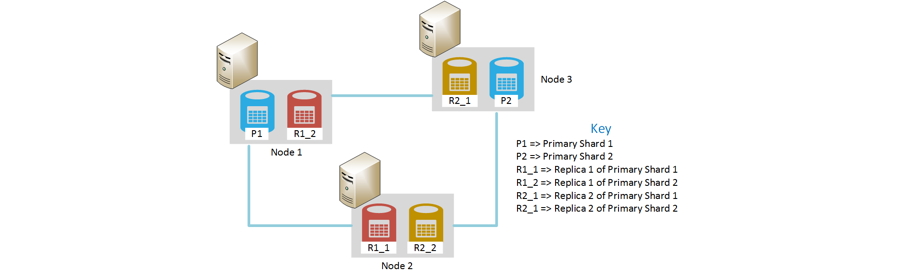 Node 3
R2_1
P2
P1
R1_2
Node 1
R1_1
R2_2
Node 2
Key
P1 => Primary Shard 1
P2 => Primary Shard 2
R1_1 => Replica 1 of Primary Shard 1
R1_2 => Replica 1 of Primary Shard 2
R2_1 => Replica 2 of Primary Shard 1
R2_1 => Replica 2 of Primary Shard 2